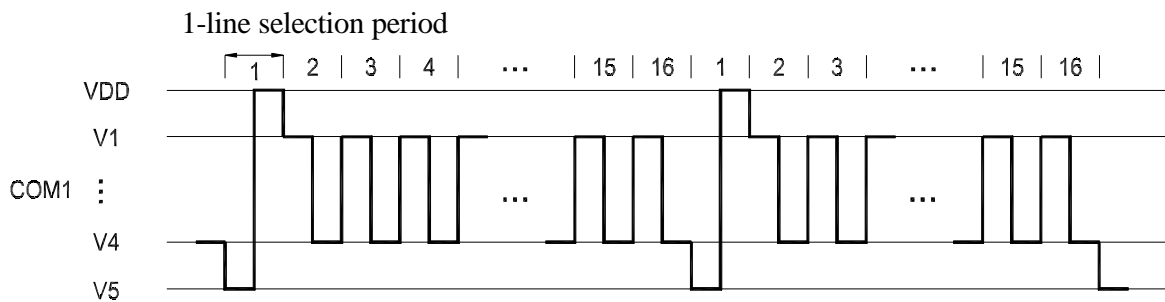 1-line selection period
1 | 2 | 3 | 4 | ... | 15 | 16 | 1 | 2 | 3 | ... | 15 | 16 |
VDD
V1
COM1 ⋮ ... ...
V4
V5